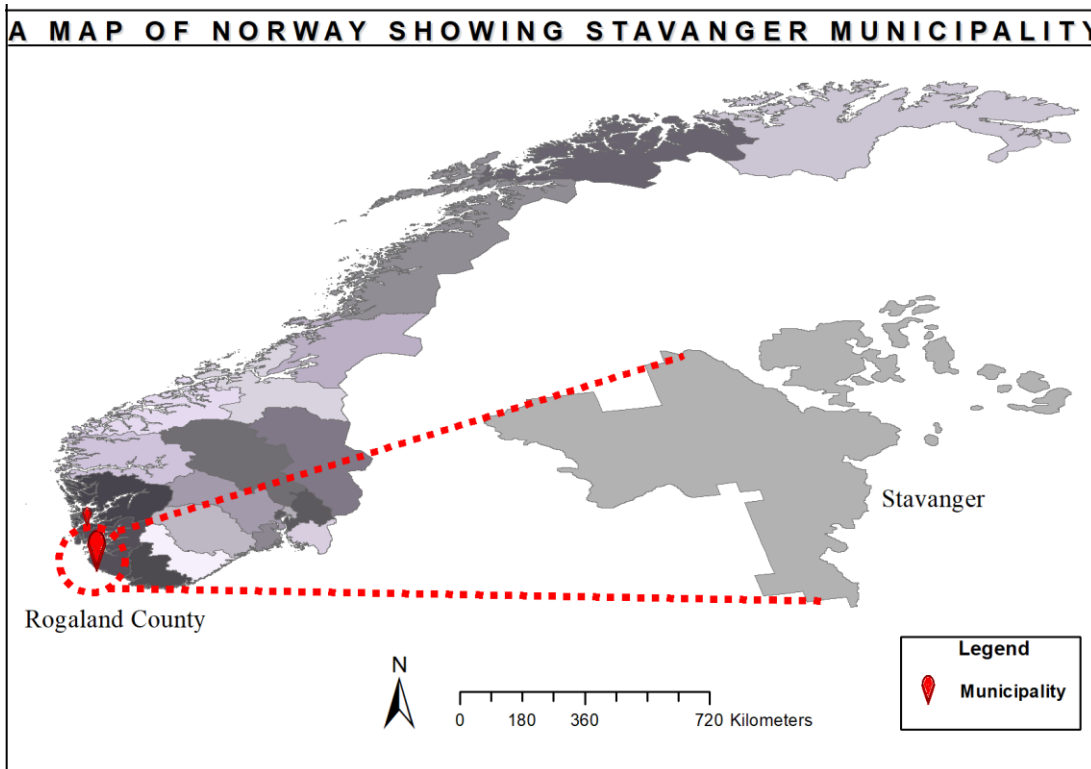 A MAP OF NORWAY SHOWING STAVANGER MUNICIPALITY
Stavanger
Rogaland County
N
0 180 360 720 Kilometers
Legend
Municipality